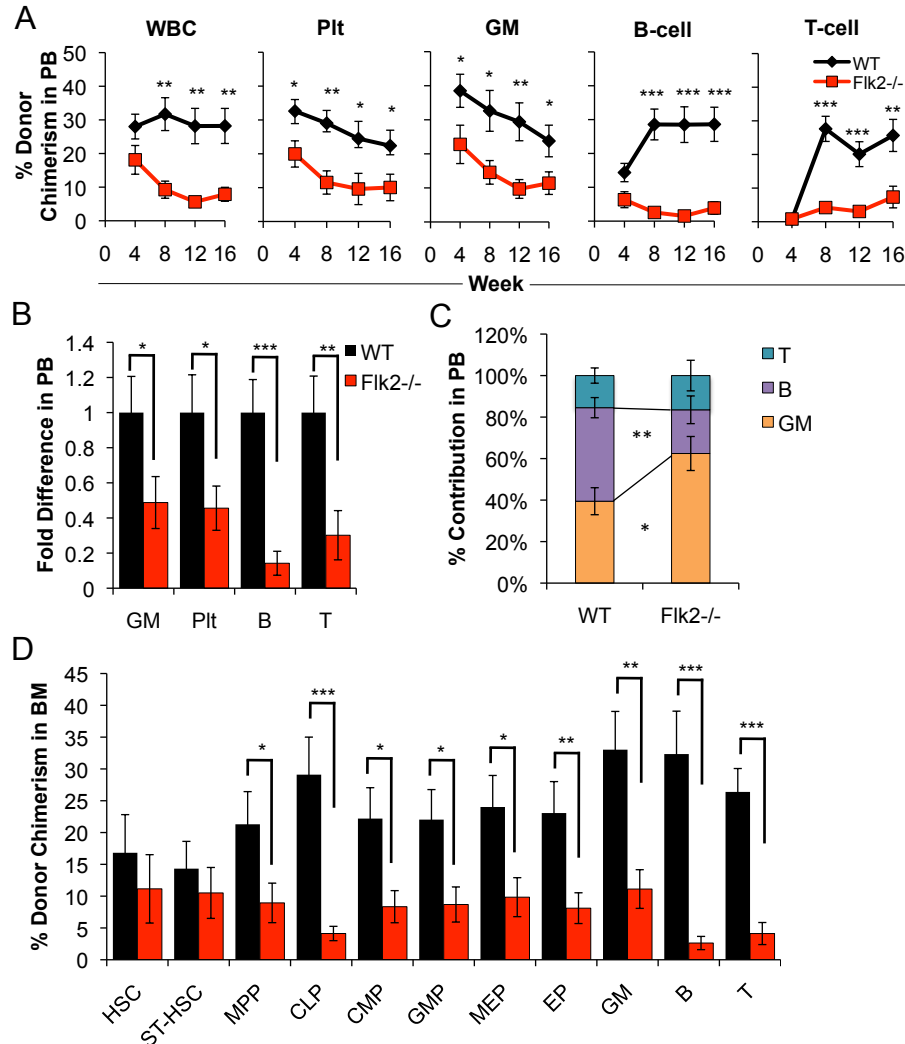 A
WBC
Plt
GM
B-cell
T-cell
% Donor
Chimerism in PB
60
50
40
30
20
10
0
** ** **
* ** * *
* * ** *
*** *** ***
*** *** **
WT
Flk2-/-
0 4 8 12 16
0 4 8 12 16
0 4 8 12 16
0 4 8 12 16
0 4 8 12 16
Week
B
Fold Difference in PB
1.4
1.2
1
0.8
0.6
0.4
0.2
0
* * *** **
WT
Flk2-/-
GM Plt B T
C
% Contribution in PB
120%
100%
80%
60%
40%
20%
0%
**
*
T
B
GM
WT Flk2-/-
D
% Donor Chimerism in BM
45
40
35
30
25
20
15
10
5
0
* *** * * * ** ** *** ***
HSC
ST-HSC
MPP
CLP
CMP
GMP
MEP
EP
GM
B
T